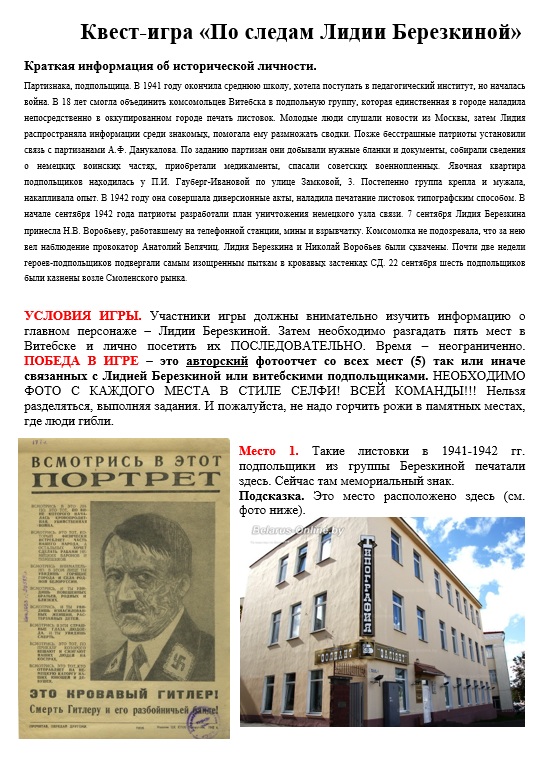 Квест-игра «По следам Лидии Березкиной»
Краткая информация об исторической личности.
Партизнака, подпольщица. В 1941 году окончила среднюю школу, хотела поступать в педагогический институт, но началась
война. В 18 лет смогла объединить комсомольцев Витебска в подпольную группу, которая единственная в городе наладила
непосредственно в оккупированном городе печать листовок. Молодые люди слушали новости из Москвы, затем Лидия
распространяла информации среди знакомых, помогала ему размножать сводки. Позже бесстрашные патриоты установили
связь с партизанами А.Ф. Данукалова. По заданию партизан они добывали нужные бланки и документы, собирали сведения
о немецких воинских частях, приобретали медикаменты, спасали советских военнопленных. Явочная квартира
подпольщиков находилась у П.И. Гауберг-Ивановой по улице Замковой, 3. Постепенно группа крепла и мужала,
накапливала опыт. В 1942 году она совершала диверсионные акты, наладила печатание листовок типографским способом. В
начале сентября 1942 года патриоты разработали план уничтожения немецкого узла связи. 7 сентября Лидия Березкина
принесла Н.В. Воробьеву, работавшему на телефонной станции, мины и взрывчатку. Комсомолка не подозревала, что за нею
вел наблюдение провокатор Анатолий Белячиц. Лидия Березкина и Николай Воробьев были схвачены. Почти две недели
героев-подпольщиков подвергали самым изощренным пыткам в кровавых застенках СД. 22 сентября шесть подпольщиков
были казнены возле Смоленского рынка.
УСЛОВИЯ ИГРЫ. Участники игры должны внимательно изучить информацию о
главном персонаже – Лидии Березкиной. Затем необходимо разгадать пять мест в
Витебске и лично посетить их ПОСЛЕДОВАТЕЛЬНО. Время – неограниченно.
ПОБЕДА В ИГРЕ – это авторский фотоотчет со всех мест (5) так или иначе
связанных с Лидией Березкиной или витебскими подпольщиками. НЕОБХОДИМО
ФОТО С КАЖДОГО МЕСТА В СТИЛЕ СЕЛФИ! ВСЕЙ КОМАНДЫ!!! Нельзя
разделяться, выполняя задания. И пожалуйста, не надо горчить рожи в памятных местах,
где люди гибли.
ВСМОТРИСЬ В ЭТОТ
ПОРТРЕТ
ЭТО КРОВАВЫЙ ГИТЛЕР!
Смерть Гитлеру и его разбойничьей банде!
Место 1. Такие листовки в 1941-1942 гг.
подпольщики из группы Березкиной печатали
здесь. Сейчас там мемориальный знак.
Подсказка. Это место расположено здесь (см.
фото ниже).
Belarus-Online.by
ТИПОГРАФИЯ